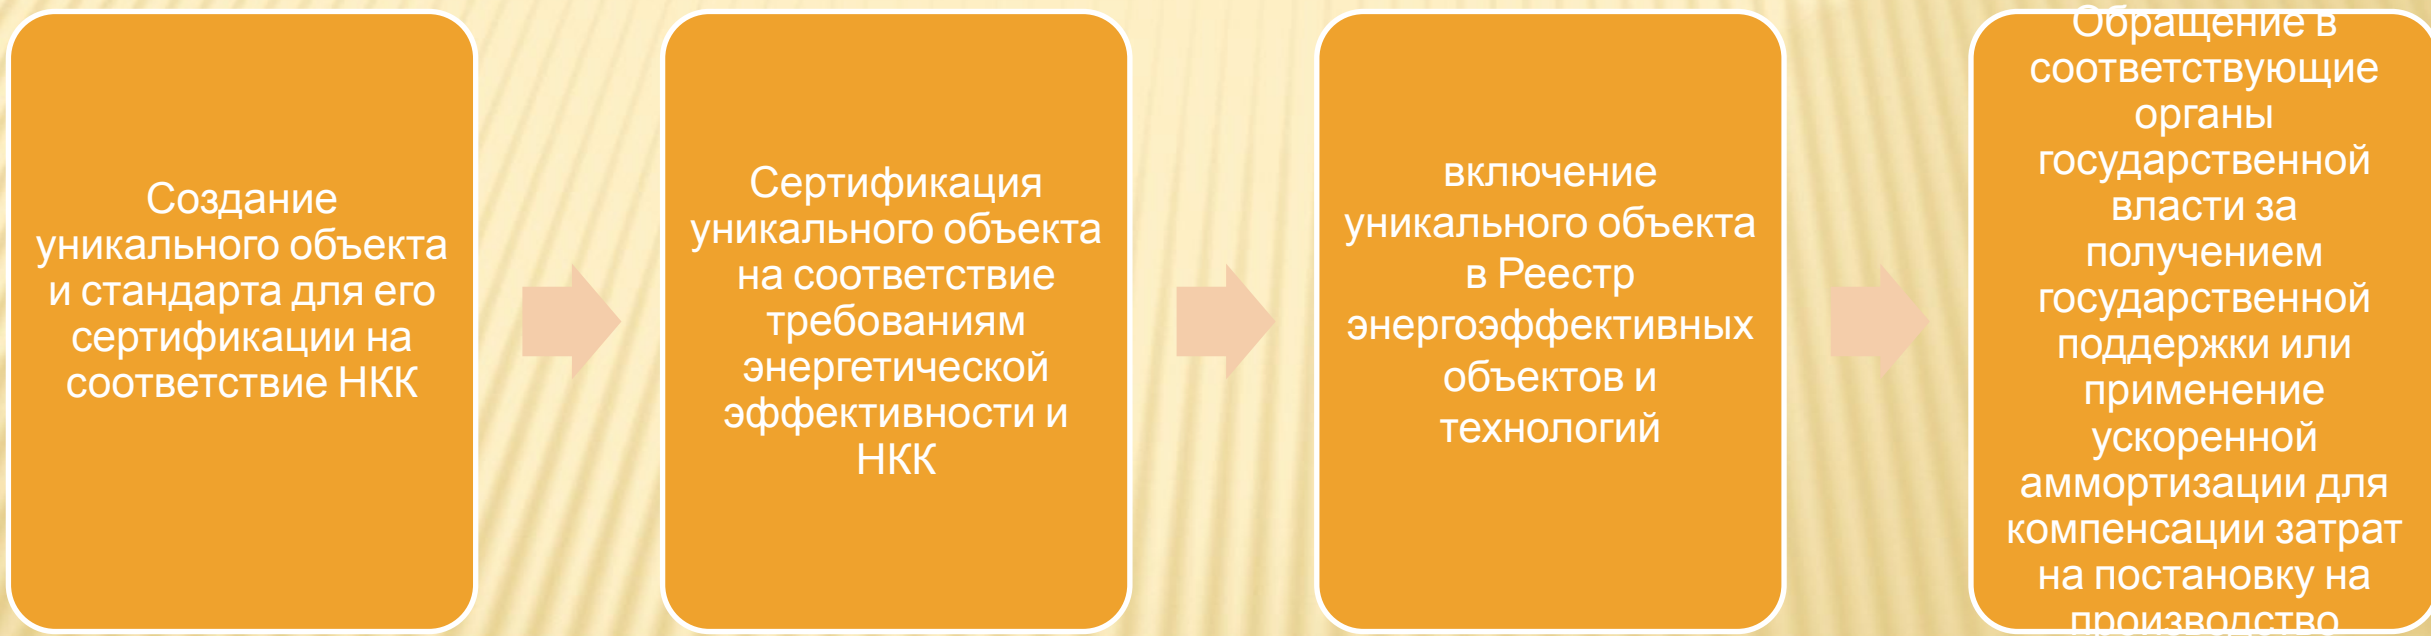 Создание
уникального объекта
и стандарта для его
сертификации на
соответствие НКК
Сертификация
уникального объекта
на соответствие
требованиям
энергетической
эффективности и
НКК
включение
уникального объекта
в Реестр
энергоэффективных
объектов и
технологий
Обращение в
соответствующие
органы
государственной
власти за
получением
государственной
поддержки или
применение
ускоренной
аммортизации для
компенсации затрат
на постановку на
производство